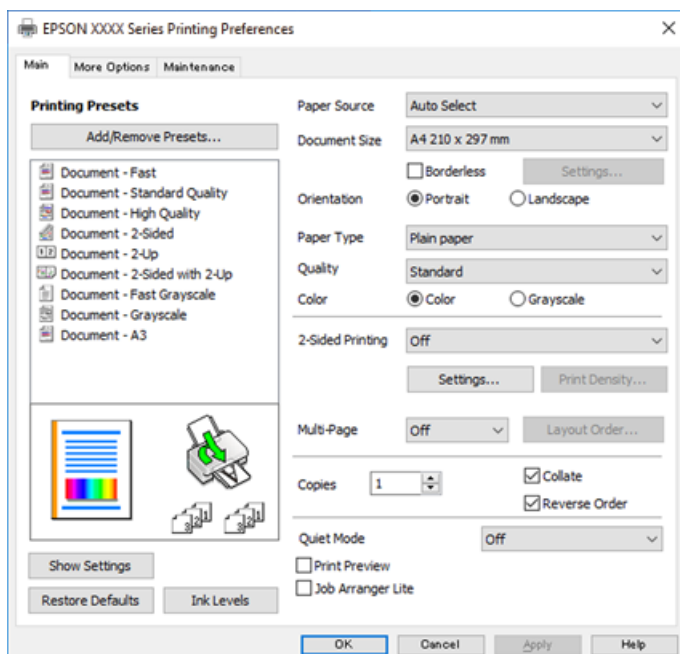 EPSON XXXX Series Printing Preferences
Main
More Options
Maintenance
Printing Presets
Add/Remove Presets...
Document - Fast
Document - Standard Quality
Document - High Quality
Document - 2-Sided
Document - 2-Up
Document - 2-Sided with 2-Up
Document - Fast Grayscale
Document - Grayscale
Document - A3
Show Settings
Restore Defaults
Ink Levels
Paper Source
Auto Select
Document Size
A4 210 x 297 mm
Borderless
Settings...
Orientation
Portrait
Landscape
Paper Type
Plain paper
Quality
Standard
Color
Color
Grayscale
2-Sided Printing
Off
Settings...
Print Density...
Multi-Page
Off
Layout Order...
Copies
1
Collate
Reverse Order
Quiet Mode
Off
Print Preview
Job Arranger Lite
OK
Cancel
Apply
Help